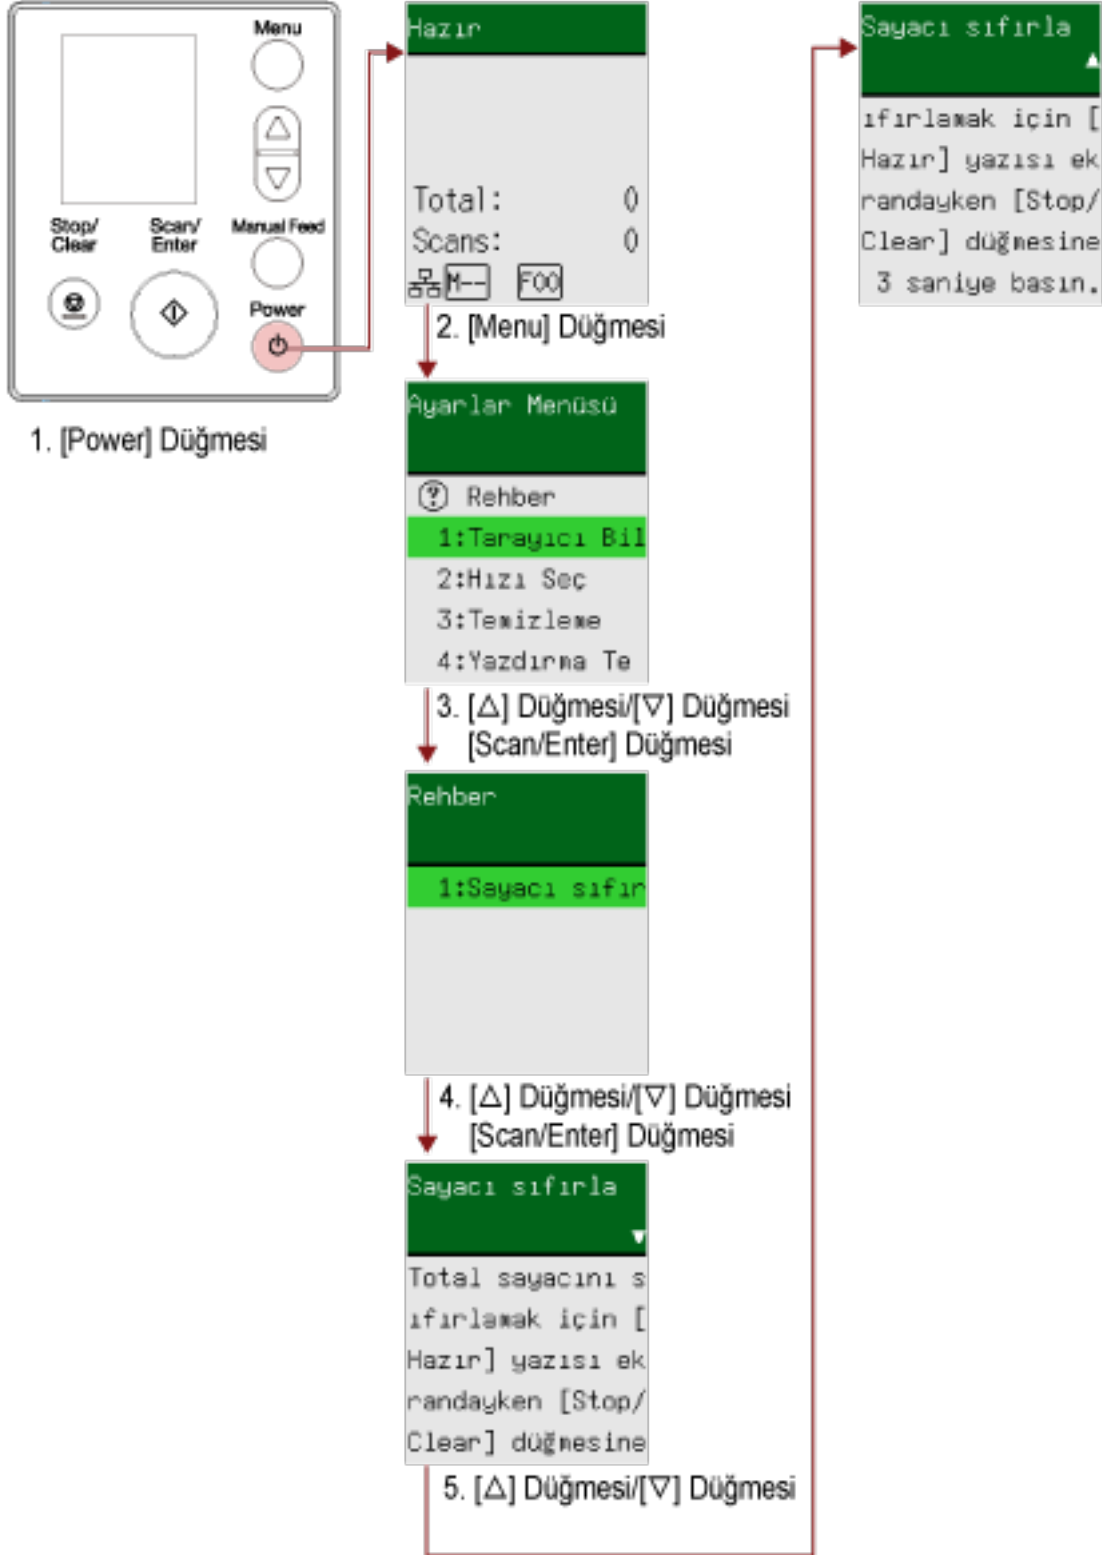 Menu
Stop/
Clear
Scan/
Enter
Manual Feed
Power
1. [Power] Düğmesi
Hazır
Total: 0
Scans: 0
M-- F00
2. [Menu] Düğmesi
Ayarlar Menüsü
? Rehber
1:Tarayıcı Bil
2:Hızı Seç
3:Temizleme
4:Yazdırma Te
3. [△] Düğmesi/[▽] Düğmesi
[Scan/Enter] Düğmesi
Rehber
1:Sayacı sıfır
4. [△] Düğmesi/[▽] Düğmesi
[Scan/Enter] Düğmesi
Sayacı sıfırla
▼
Total sayacını s
ıfırlamak için [
Hazır] yazısı ek
randayken [Stop/
Clear] düğmesine
5. [△] Düğmesi/[▽] Düğmesi
Sayacı sıfırla
▲
ıfırlamak için [
Hazır] yazısı ek
randayken [Stop/
Clear] düğmesine
3 saniye basın.